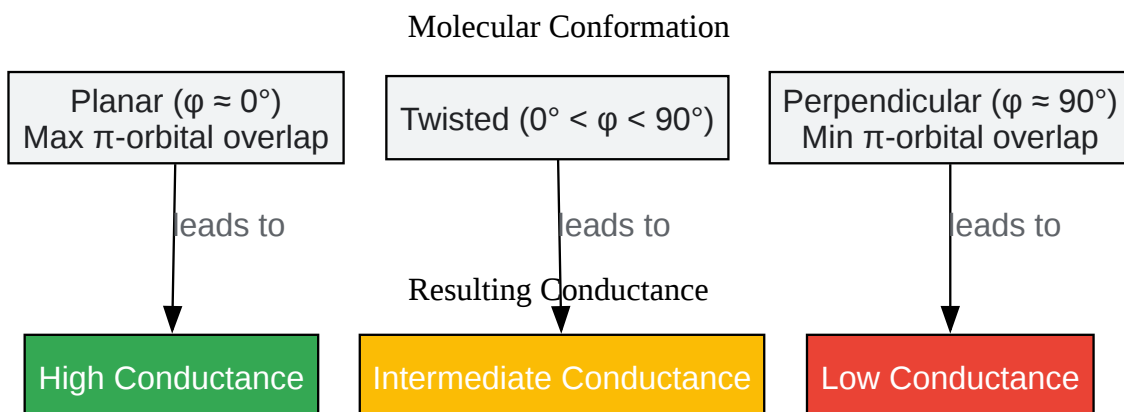 Molecular Conformation
Planar (φ ≈ 0°)
Max π-orbital overlap
Twisted (0° < φ < 90°)
Perpendicular (φ ≈ 90°)
Min π-orbital overlap
leads to
leads to
leads to
Resulting Conductance
High Conductance
Intermediate Conductance
Low Conductance